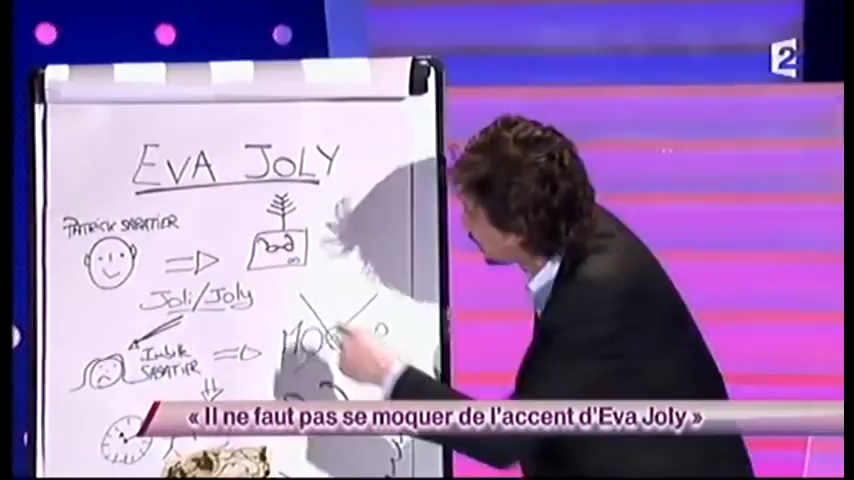 2
EVA JOLY
PATRICK SABATIER
Joli/Joly
SABATIER
« Il ne faut pas se moquer de l'accent d'Eva Joly »